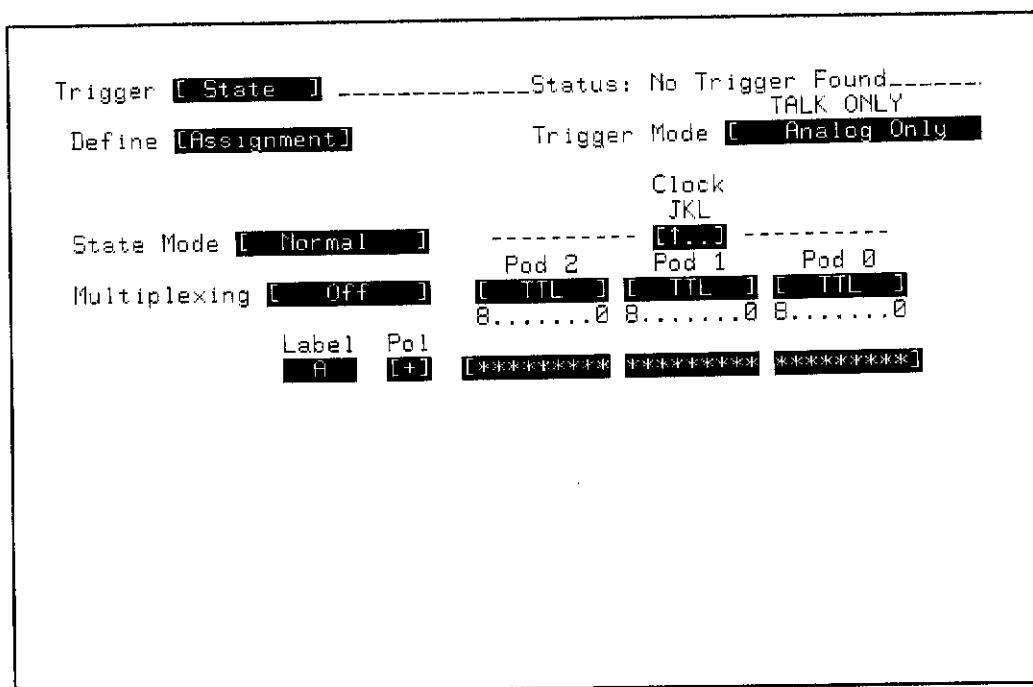 Trigger [ State ] ______________Status: No Trigger Found_______
TALK ONLY
Define [Assignment] Trigger Mode [ Analog Only
Clock
JKL
State Mode [ Normal ] ---------- [↑..] ----------
Pod 2 Pod 1 Pod 0
Multiplexing [ Off ] [ TTL ] [ TTL ] [ TTL ]
8.......0 8.......0 8.......0
Label Pol
A [+] [********* ********* *********]